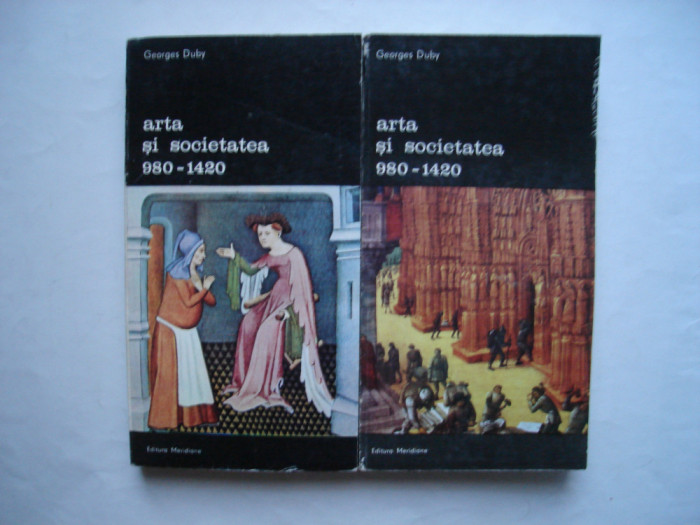 Georges Duby
arta
și societatea
980-1420
Editura Meridiane
Georges Duby
arta
și societatea
980-1420
Editura Meridiane